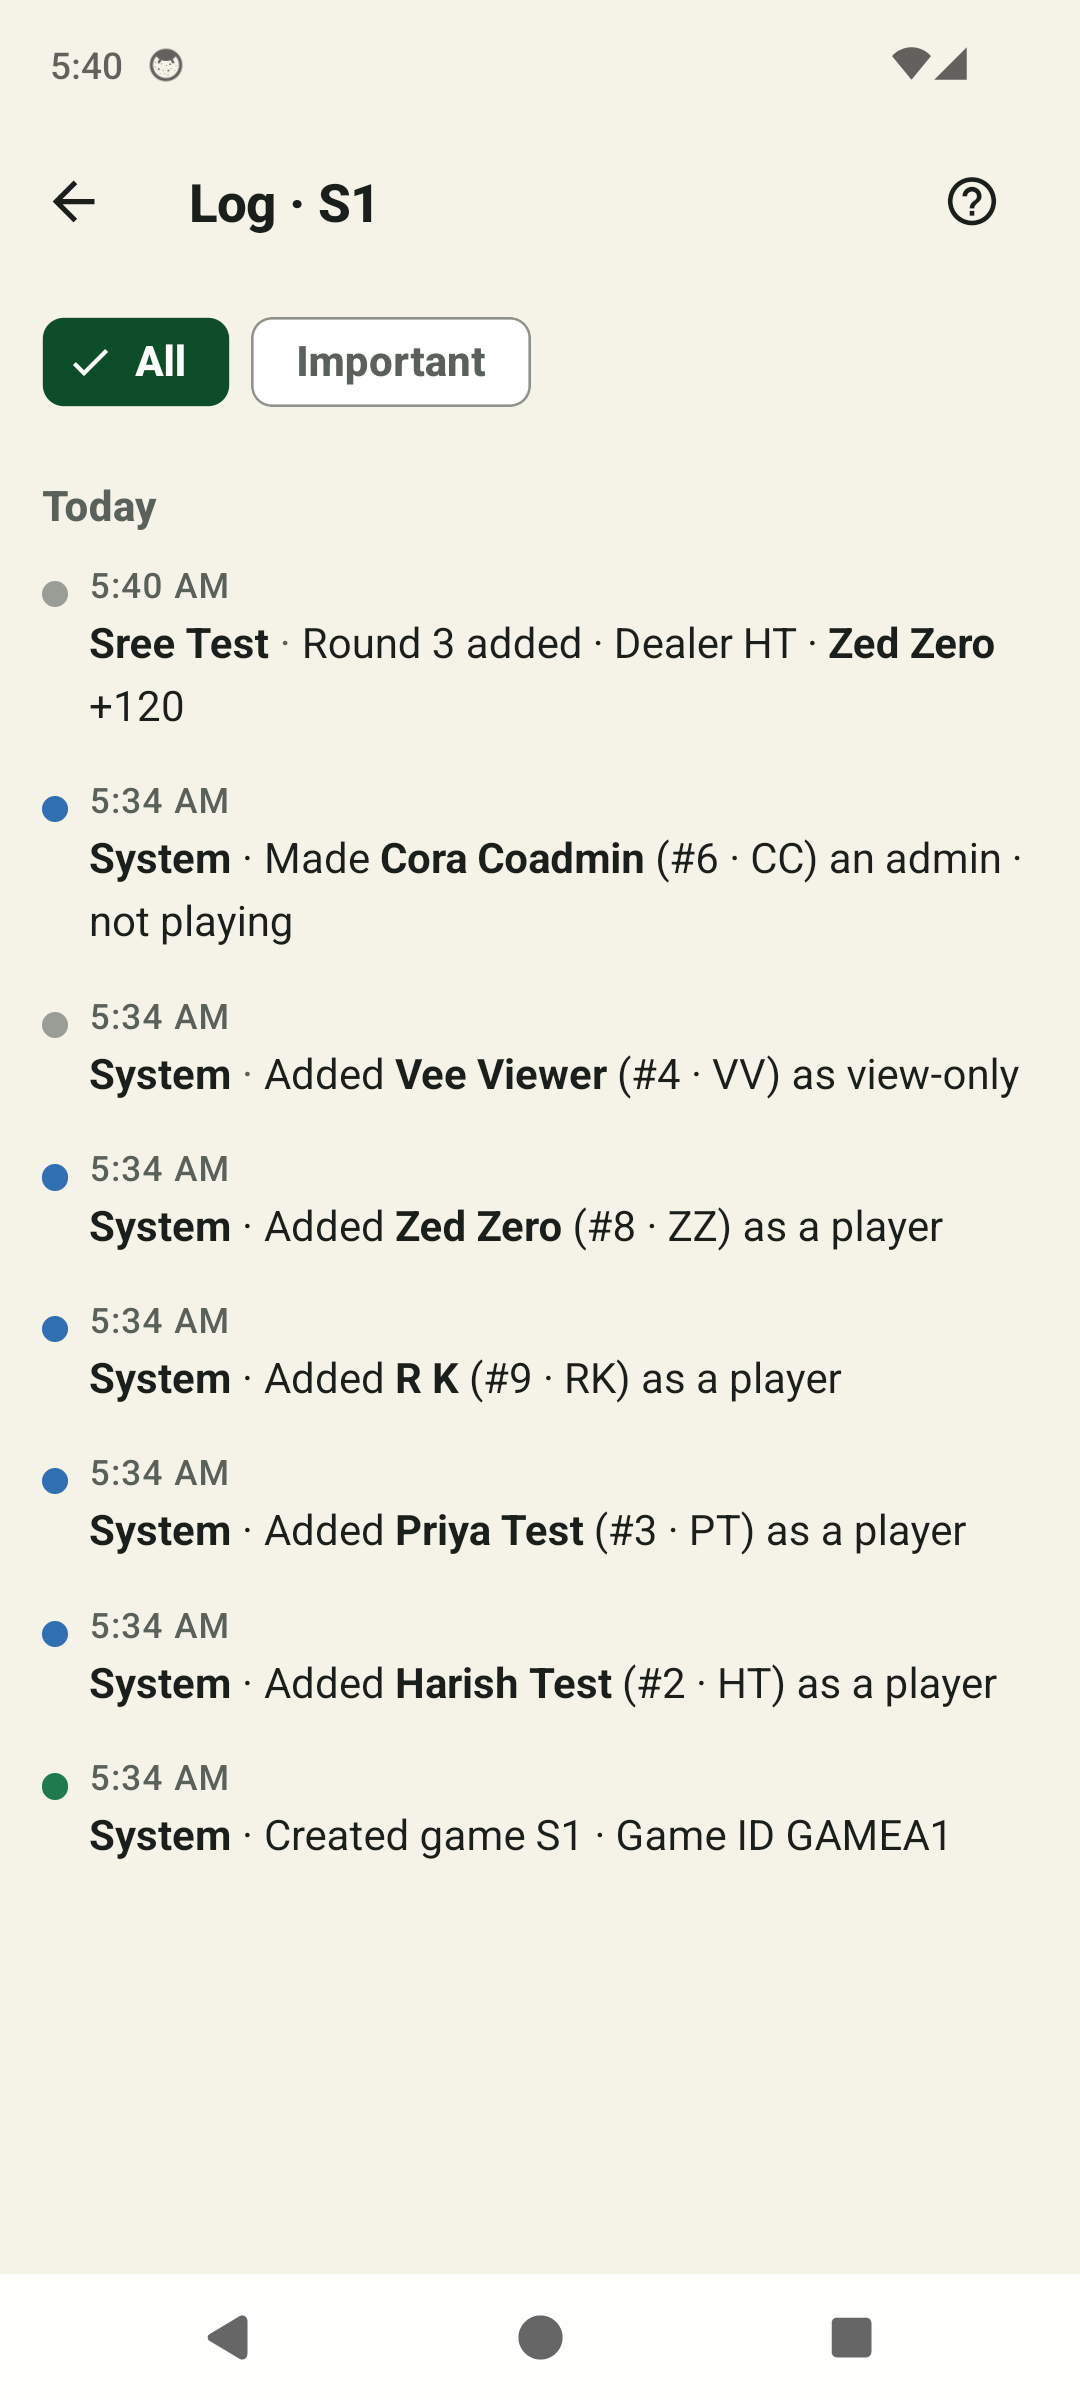 5:40
Log · S1
All
Important
Today
5:40 AM
Sree Test · Round 3 added · Dealer HT · Zed Zero
+120
5:34 AM
System · Made Cora Coadmin (#6 · CC) an admin ·
not playing
5:34 AM
System · Added Vee Viewer (#4 · VV) as view-only
5:34 AM
System · Added Zed Zero (#8 · ZZ) as a player
5:34 AM
System · Added R K (#9 · RK) as a player
5:34 AM
System · Added Priya Test (#3 · PT) as a player
5:34 AM
System · Added Harish Test (#2 · HT) as a player
5:34 AM
System · Created game S1 · Game ID GAMEA1